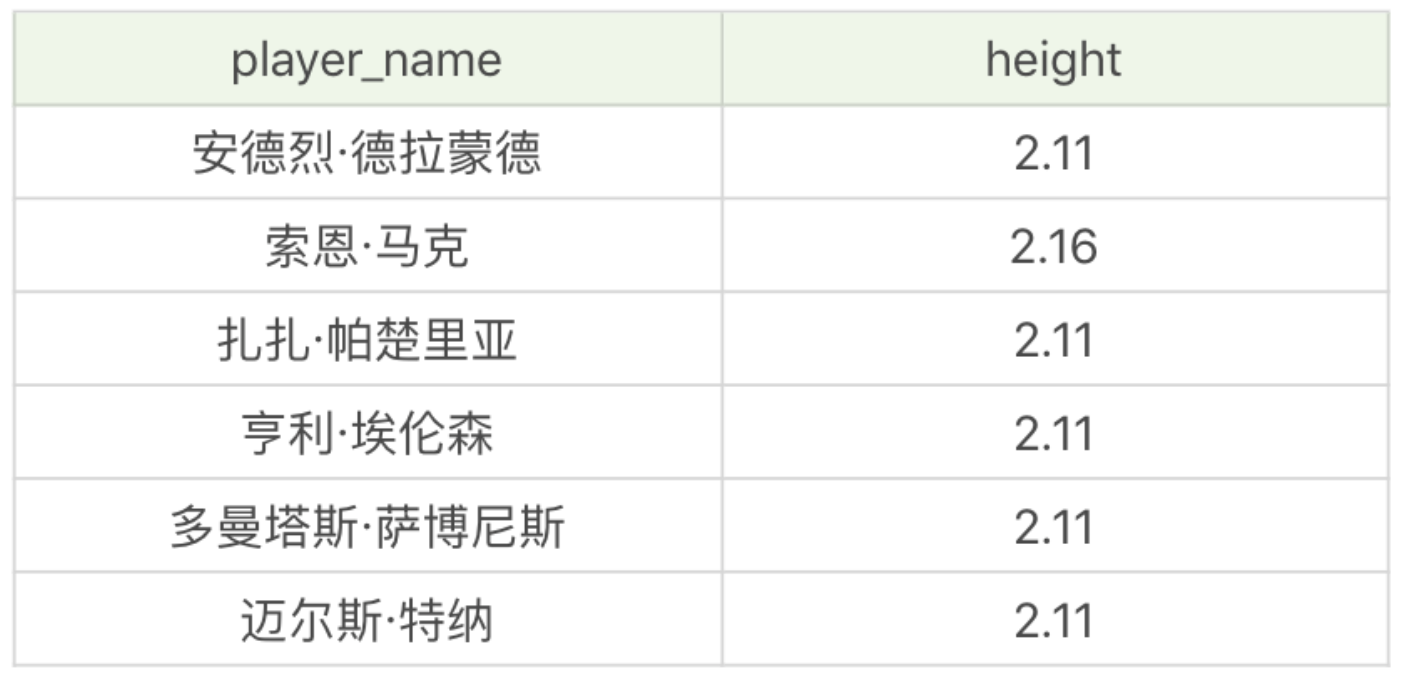 player_name height
安德烈·德拉蒙德 2.11
索恩·马克 2.16
扎扎·帕楚里亚 2.11
亨利·埃伦森 2.11
多曼塔斯·萨博尼斯 2.11
迈尔斯·特纳 2.11